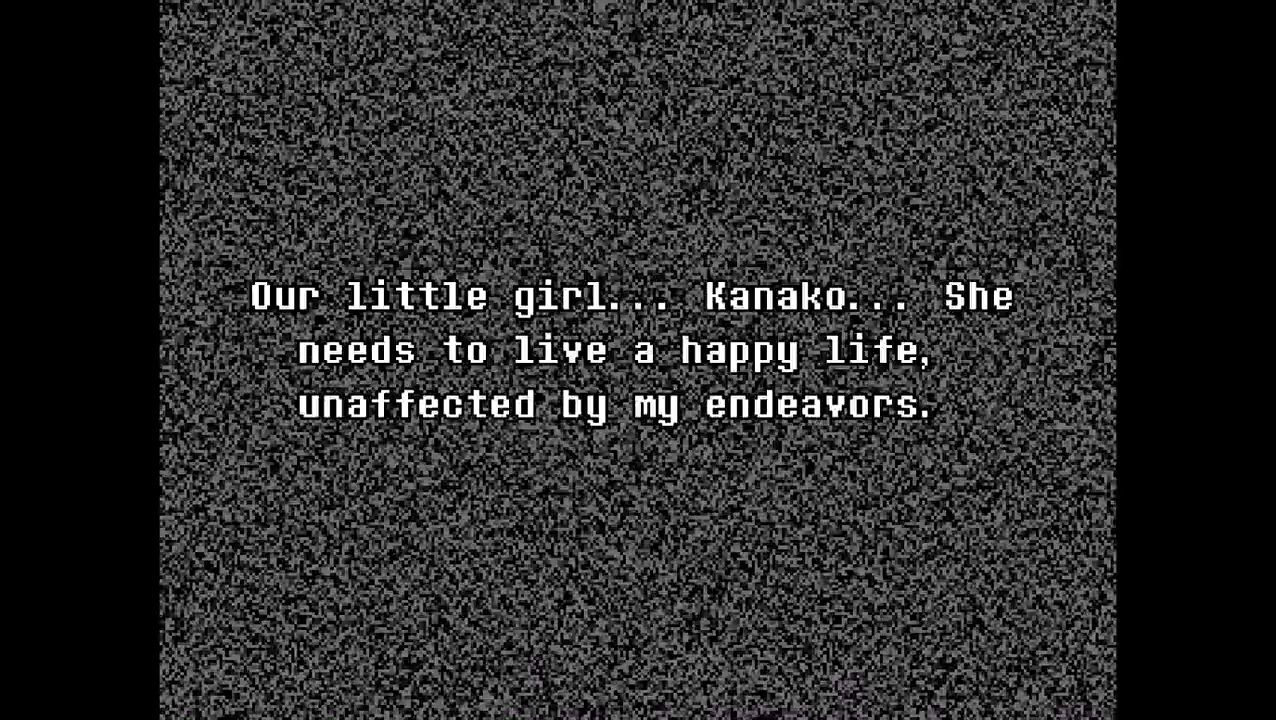 Our little girl... Kanako... She
needs to live a happy life,
unaffected by my endeavors.